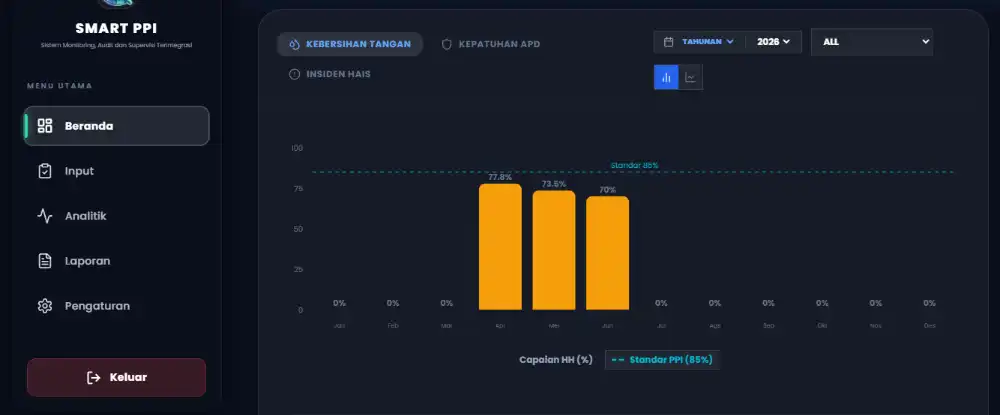 SMART PPI
Sistem Monitoring, Audit dan Supervisi Terintegrasi
MENU UTAMA
Beranda
Input
Analitik
Laporan
Pengaturan
Keluar
KEBERSIHAN TANGAN
KEPATUHAN APD
INSIDEN HAIS
TAHUNAN
2026
ALL
Standar 85%
100
75
50
25
0
0% 0% 0% 77.8% 73.5% 70% 0% 0% 0% 0% 0% 0%
Jan Feb Mar Apr Mei Jun Jul Ags Sep Okt Nov Des
Capaian HH (%)
Standar PPI (85%)